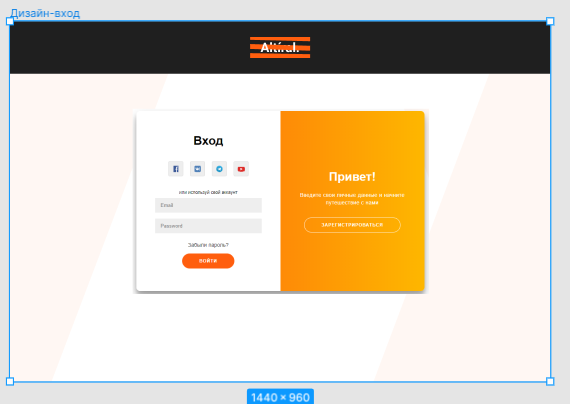 Дизайн-вход
Altirah
Вход
или используй свой аккаунт
Email
Password
Забыли пароль?
ВОЙТИ
Привет!
Введите свои личные данные и начните
путешествие с нами
ЗАРЕГИСТРИРОВАТЬСЯ
1440 × 960